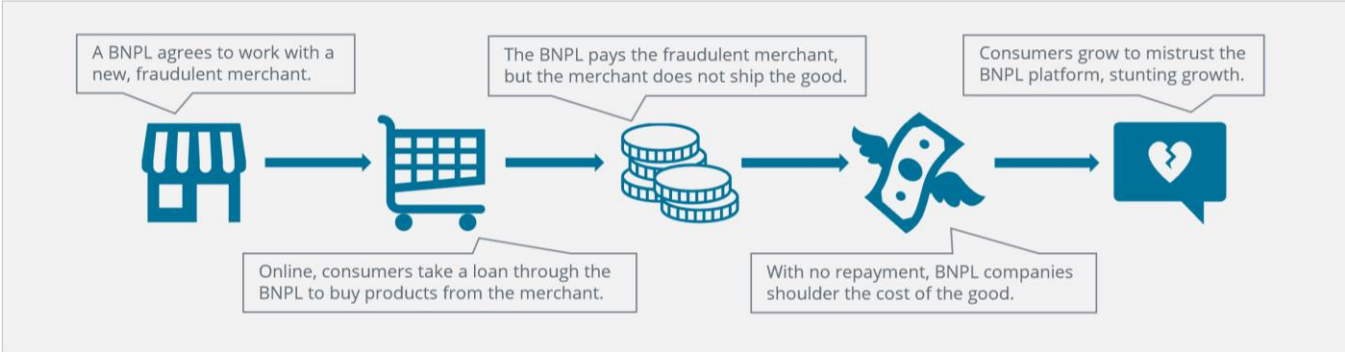 A BNPL agrees to work with a
new, fraudulent merchant.
Online, consumers take a loan through the
BNPL to buy products from the merchant.
The BNPL pays the fraudulent merchant,
but the merchant does not ship the good.
With no repayment, BNPL companies
shoulder the cost of the good.
Consumers grow to mistrust the
BNPL platform, stunting growth.